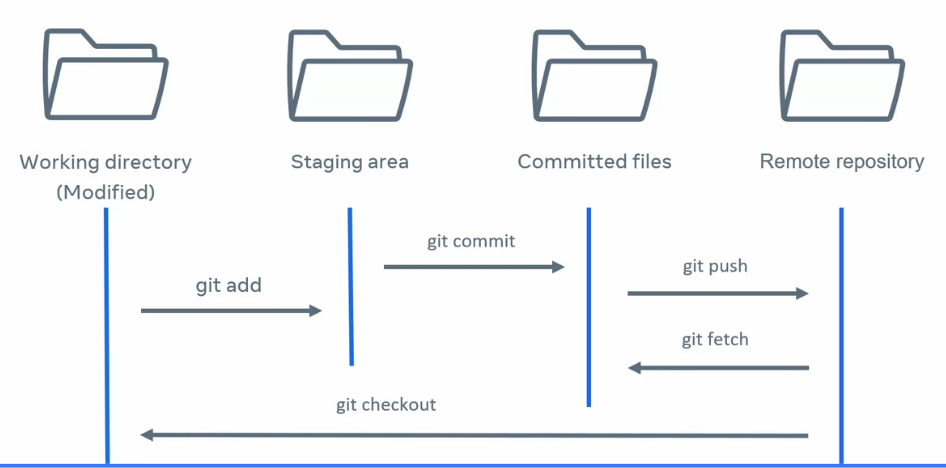 Working directory
(Modified)
Staging area
Committed files
Remote repository
git commit
git push
git add
git fetch
git checkout